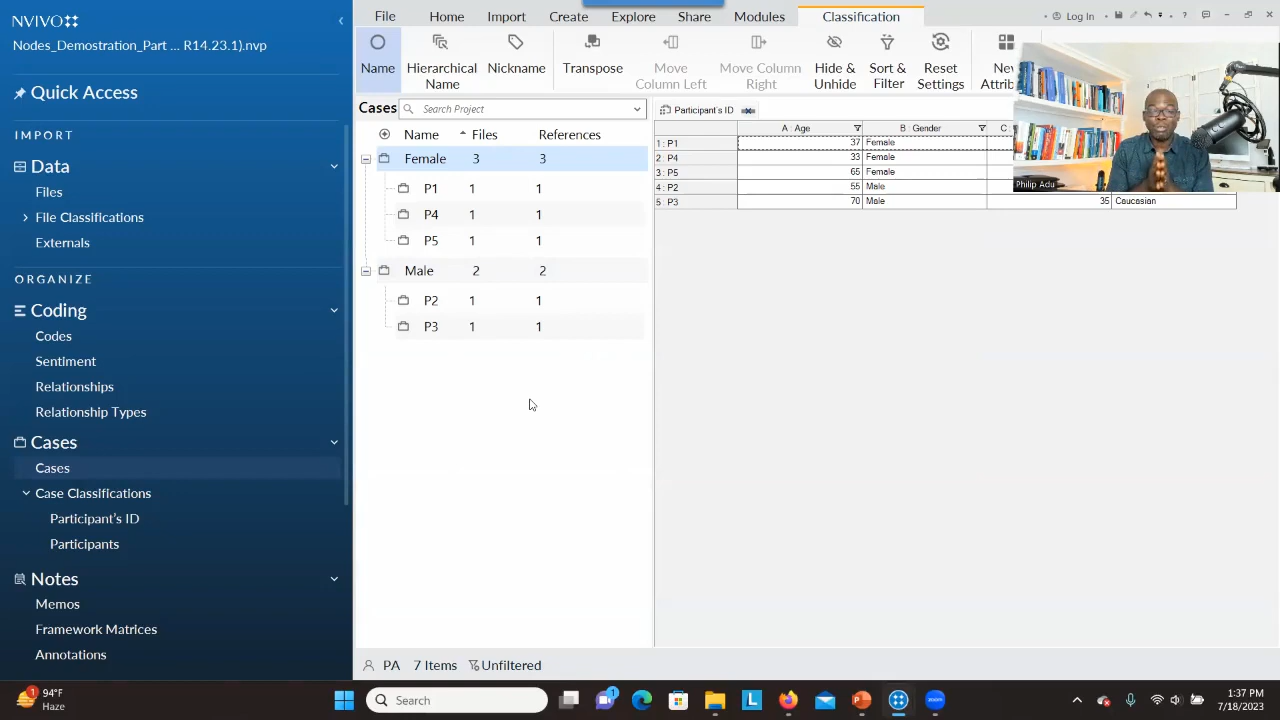 NVIVO
Nodes_Demostration_Part ... R14.23.1).nvp
Quick Access
IMPORT
Data
Files
File Classifications
Externals
ORGANIZE
Coding
Codes
Sentiment
Relationships
Relationship Types
Cases
Cases
Case Classifications
Participant's ID
Participants
Notes
Memos
Framework Matrices
Annotations
File Home Import Create Explore Share Modules Classification
Log In
Name Hierarchical Name Nickname Transpose Move Column Left Move Column Right Hide & Unhide Sort & Filter Reset Settings
Cases Search Project
Name Files References
Female 3 3
P1 1 1
P4 1 1
P5 1 1
Male 2 2
P2 1 1
P3 1 1
Participant's ID
A Age B Gender C
1 : P1 37 Female
2 : P4 33 Female
3 : P5 65 Female
4 : P2 55 Male
5 : P3 70 Male 35 Caucasian
Philip Adu
PA 7 Items Unfiltered
1
94°F
Haze
Search
1
L
1:37 PM
7/18/2023